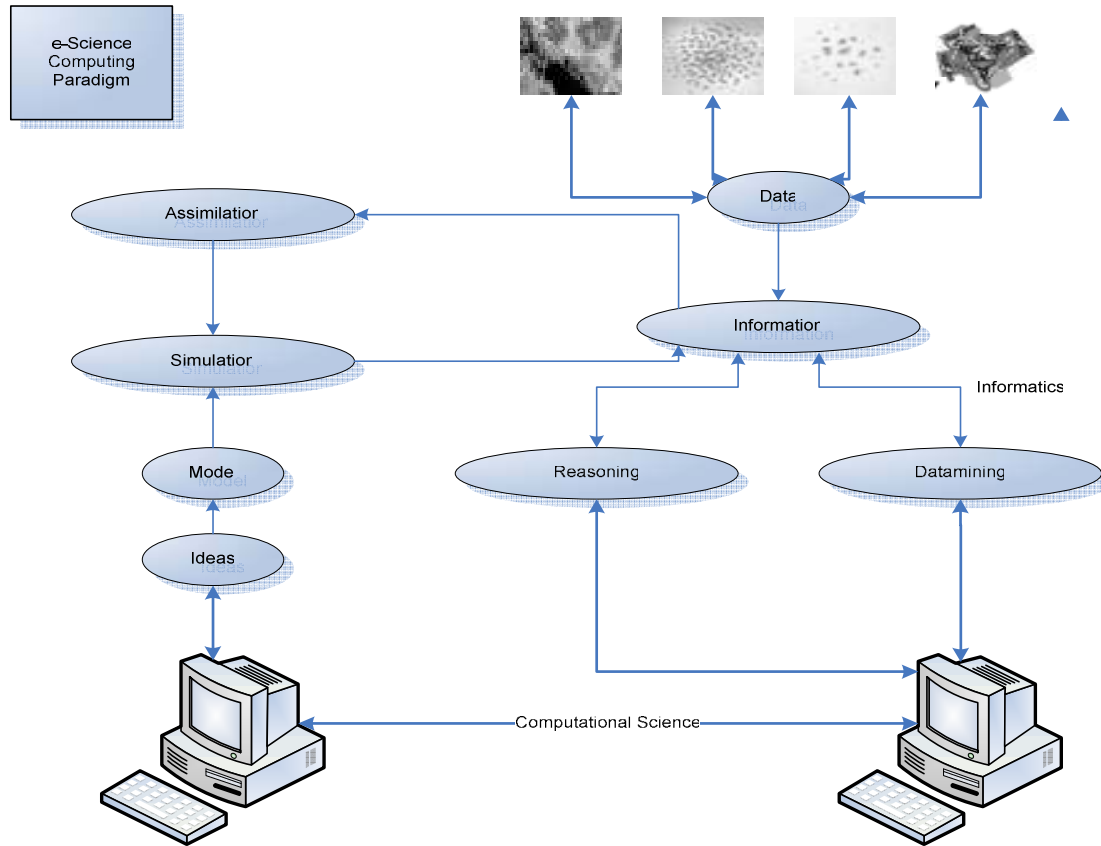 e-Science
Computing
Paradigm
Data
Assimilatior
Informatior
Simulatior
Informatics
Mode
Reasoning
Datamining
Ideas
Computational Science